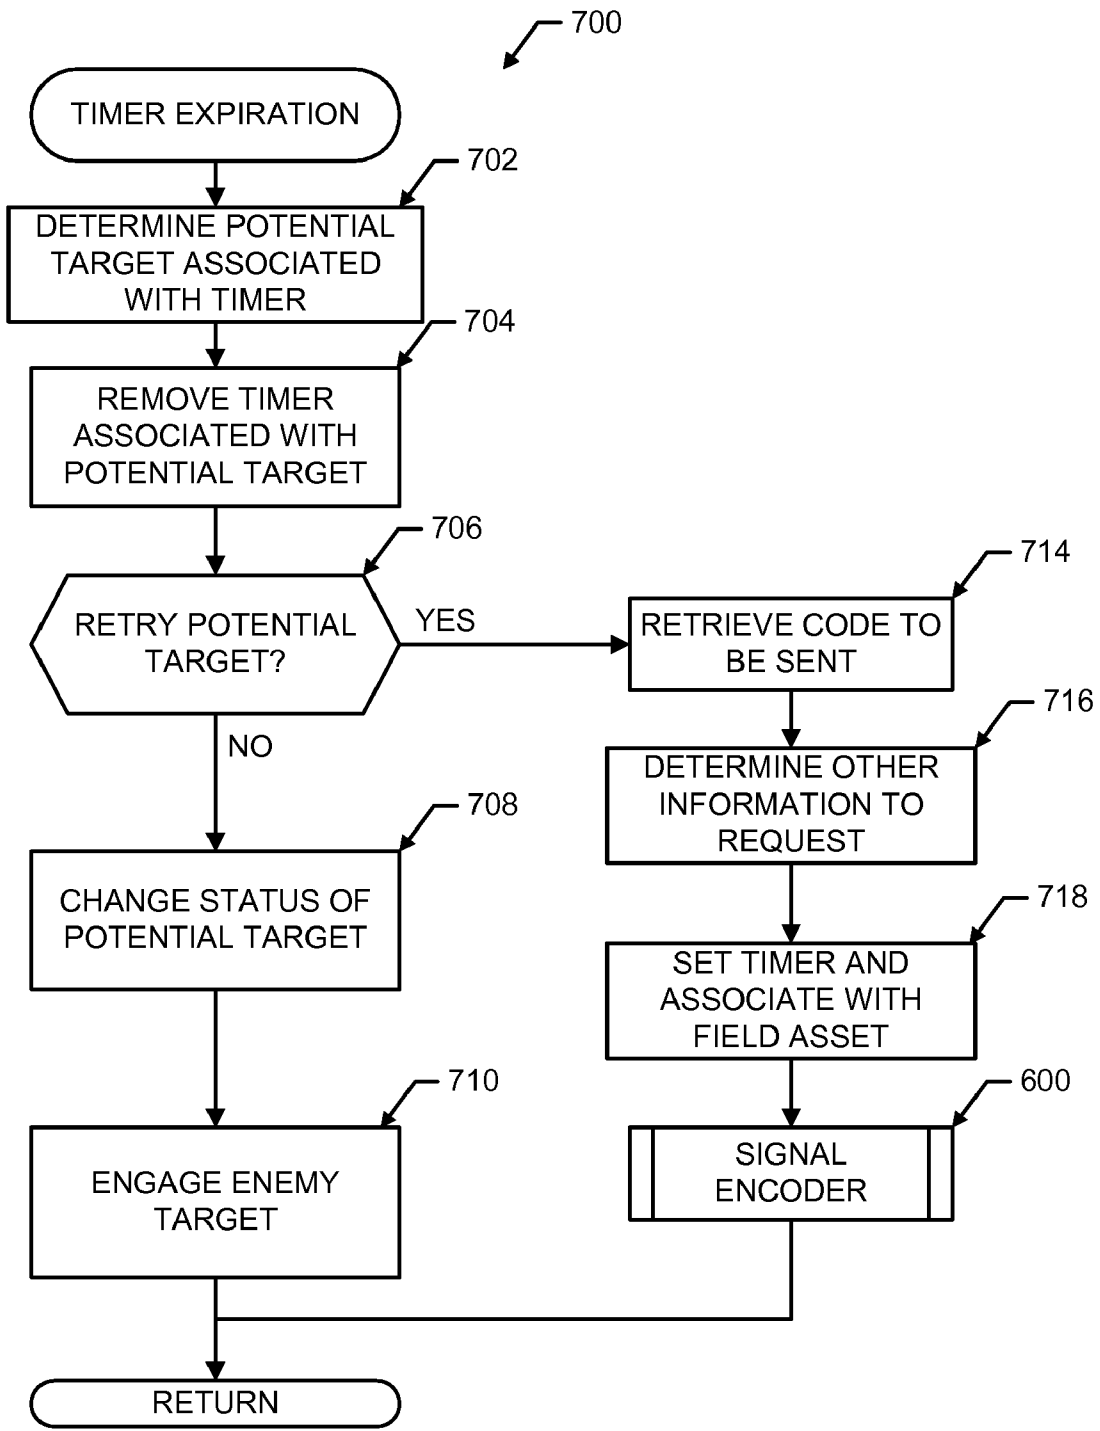 700
TIMER EXPIRATION
702
DETERMINE POTENTIAL
TARGET ASSOCIATED
WITH TIMER
704
REMOVE TIMER
ASSOCIATED WITH
POTENTIAL TARGET
706
RETRY POTENTIAL
TARGET?
YES
NO
714
RETRIEVE CODE TO
BE SENT
716
DETERMINE OTHER
INFORMATION TO
REQUEST
708
CHANGE STATUS OF
POTENTIAL TARGET
718
SET TIMER AND
ASSOCIATE WITH
FIELD ASSET
710
ENGAGE ENEMY
TARGET
600
SIGNAL
ENCODER
RETURN